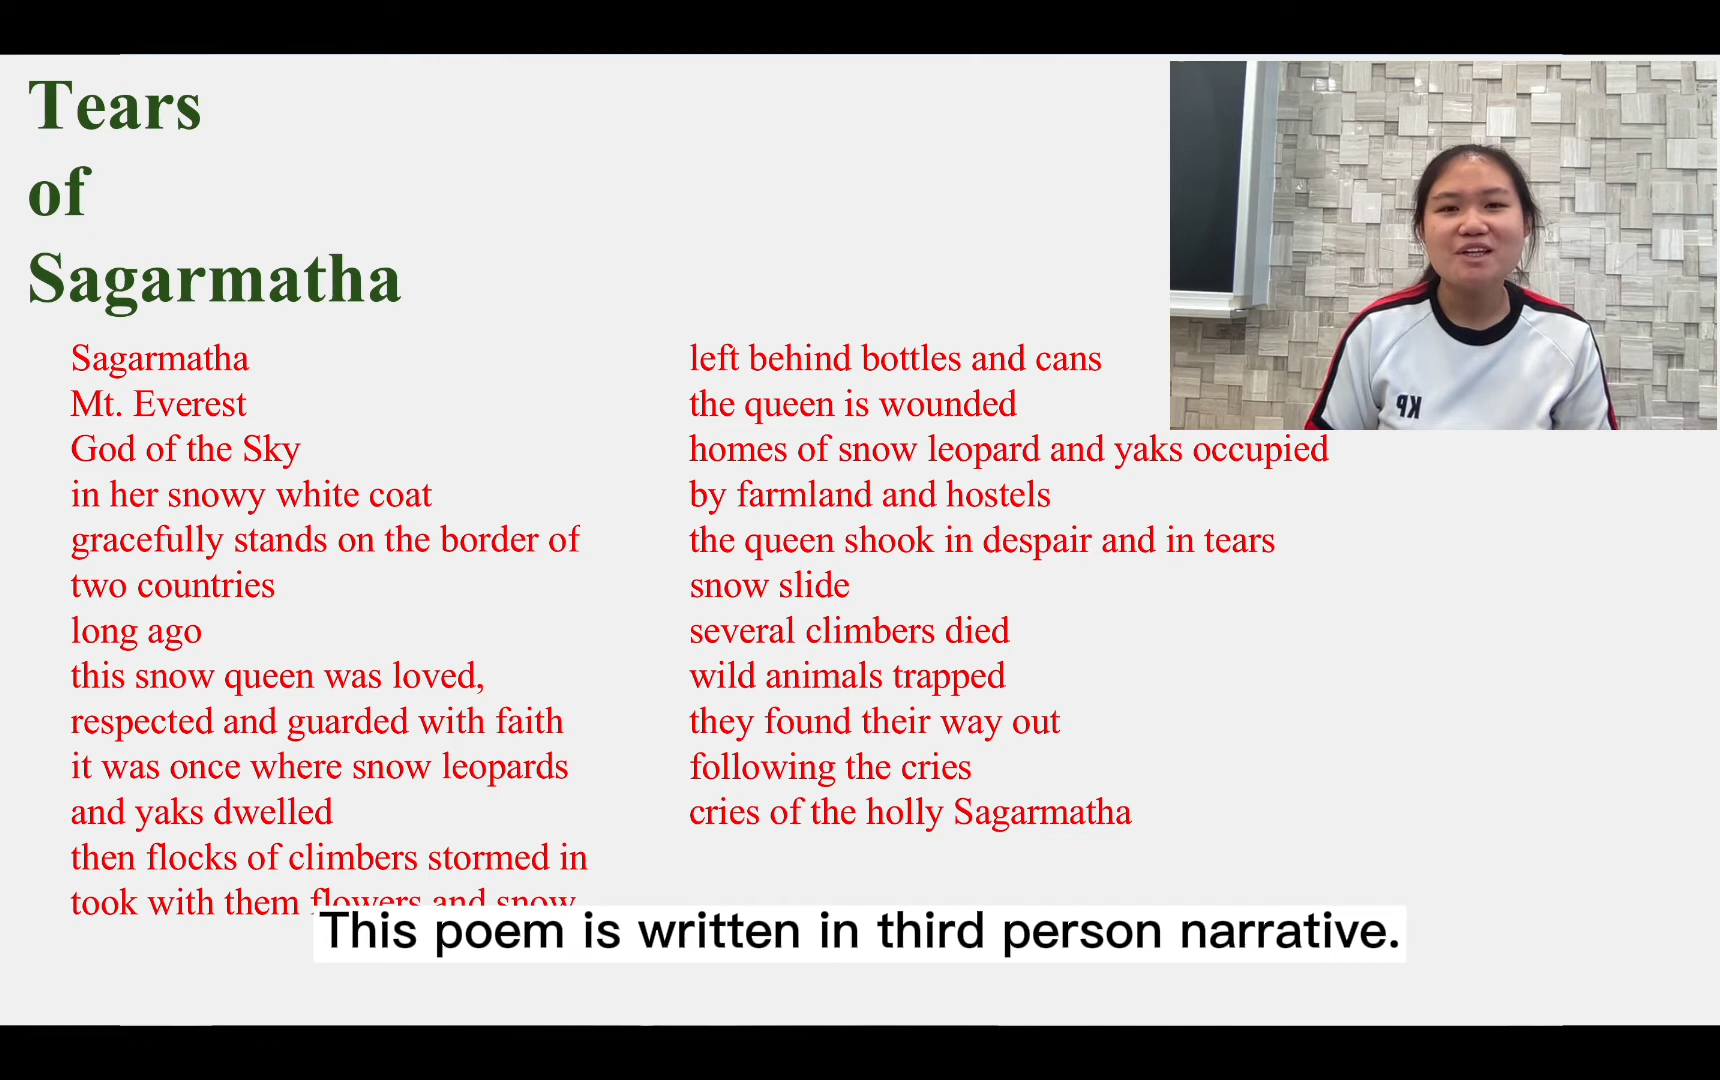 Tears
of
Sagarmatha
Sagarmatha
Mt. Everest
God of the Sky
in her snowy white coat
gracefully stands on the border of
two countries
long ago
this snow queen was loved,
respected and guarded with faith
it was once where snow leopards
and yaks dwelled
then flocks of climbers stormed in
took with them flowers and snow
left behind bottles and cans
the queen is wounded
homes of snow leopard and yaks occupied
by farmland and hostels
the queen shook in despair and in tears
snow slide
several climbers died
wild animals trapped
they found their way out
following the cries
cries of the holly Sagarmatha
KP
This poem is written in third person narrative.